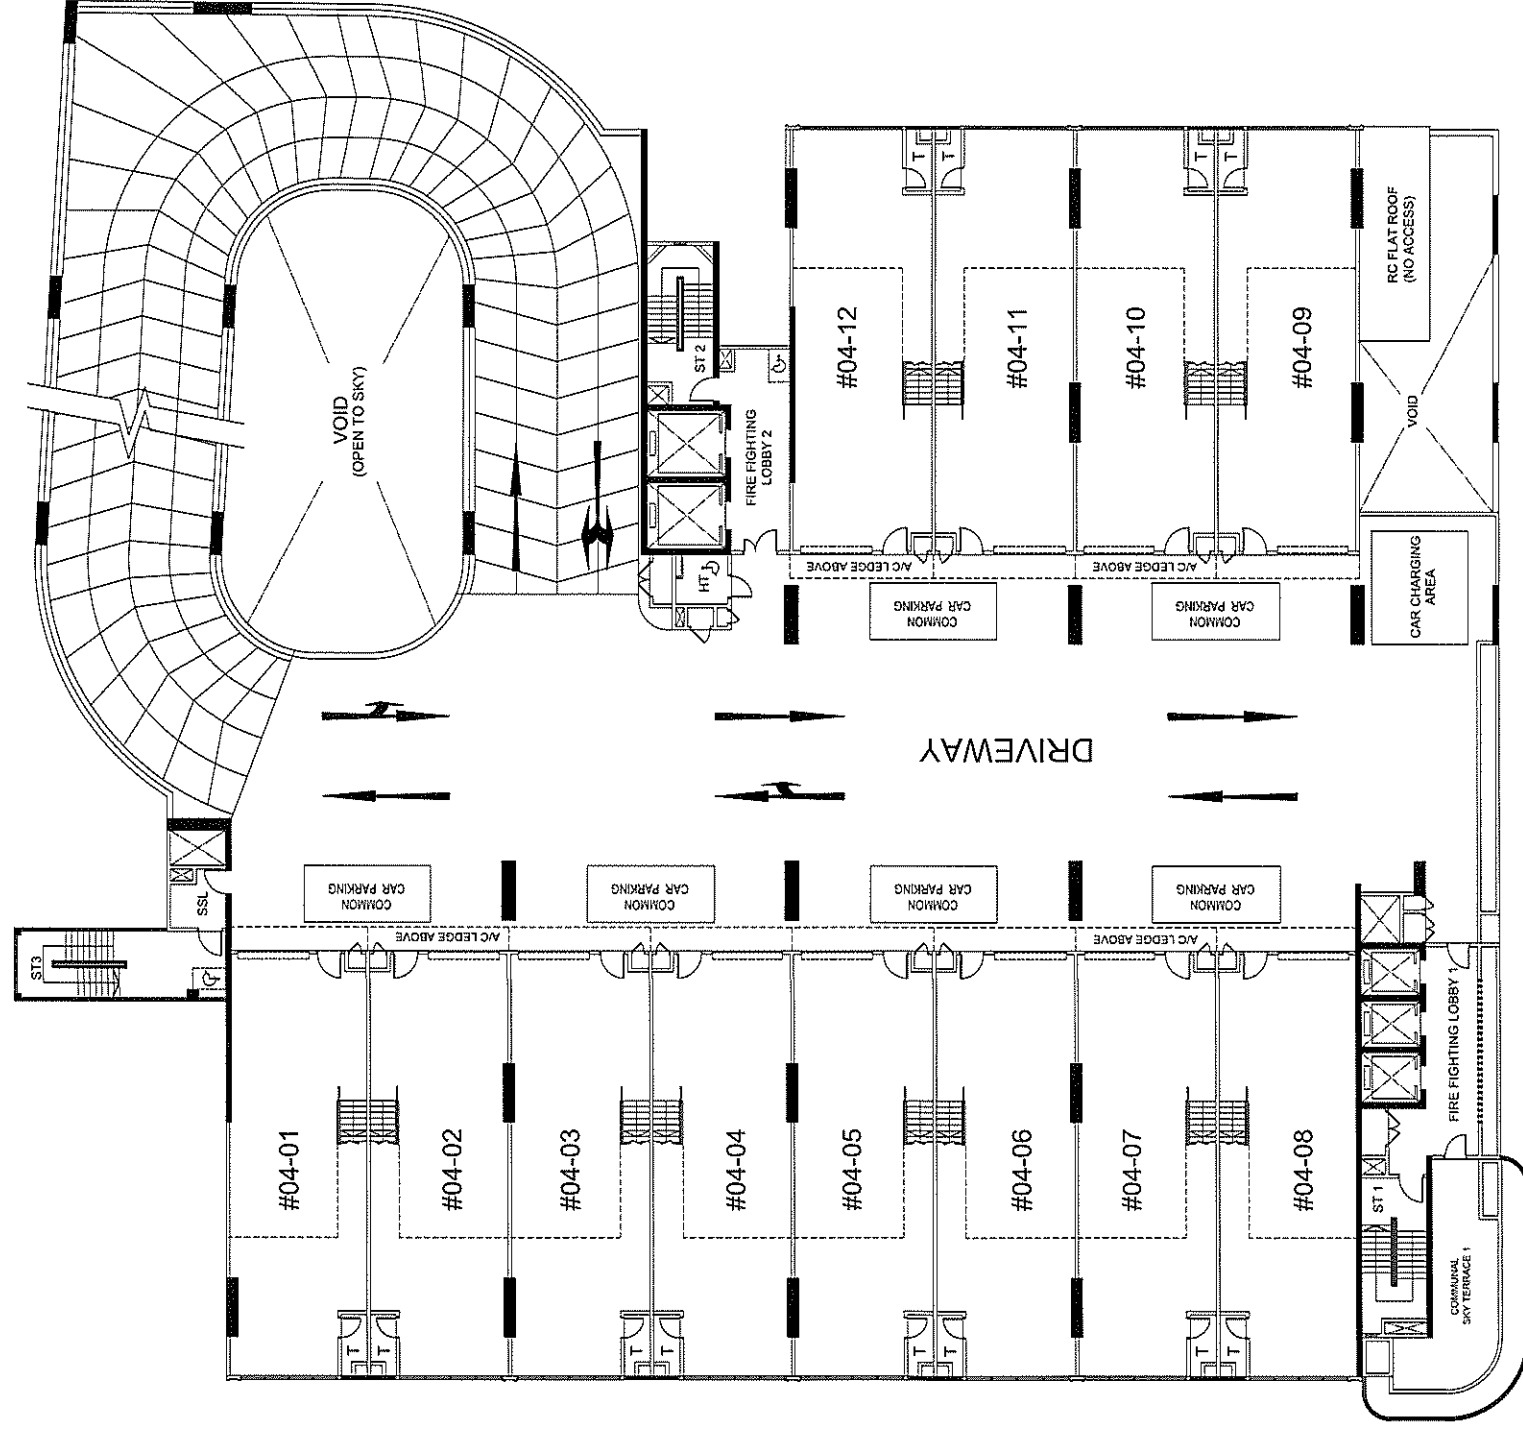 VOID
(OPEN TO SKY)
ST 2
FIRE FIGHTING
LOBBY 2
HT
T
T
T
T
#04-12
#04-11
#04-10
#04-09
RC FLAT ROOF
(NO ACCESS)
VOID
A/C LEDGE ABOVE
A/C LEDGE ABOVE
COMMON
CAR PARKING
COMMON
CAR PARKING
CAR CHARGING
AREA
DRIVEWAY
SSL
ST3
COMMON
CAR PARKING
COMMON
CAR PARKING
COMMON
CAR PARKING
COMMON
CAR PARKING
A/C LEDGE ABOVE
A/C LEDGE ABOVE
#04-01
#04-02
#04-03
#04-04
#04-05
#04-06
#04-07
#04-08
T
T
T
T
T
T
T
T
FIRE FIGHTING LOBBY 1
ST 1
COMMUNAL
SKY TERRACE 1